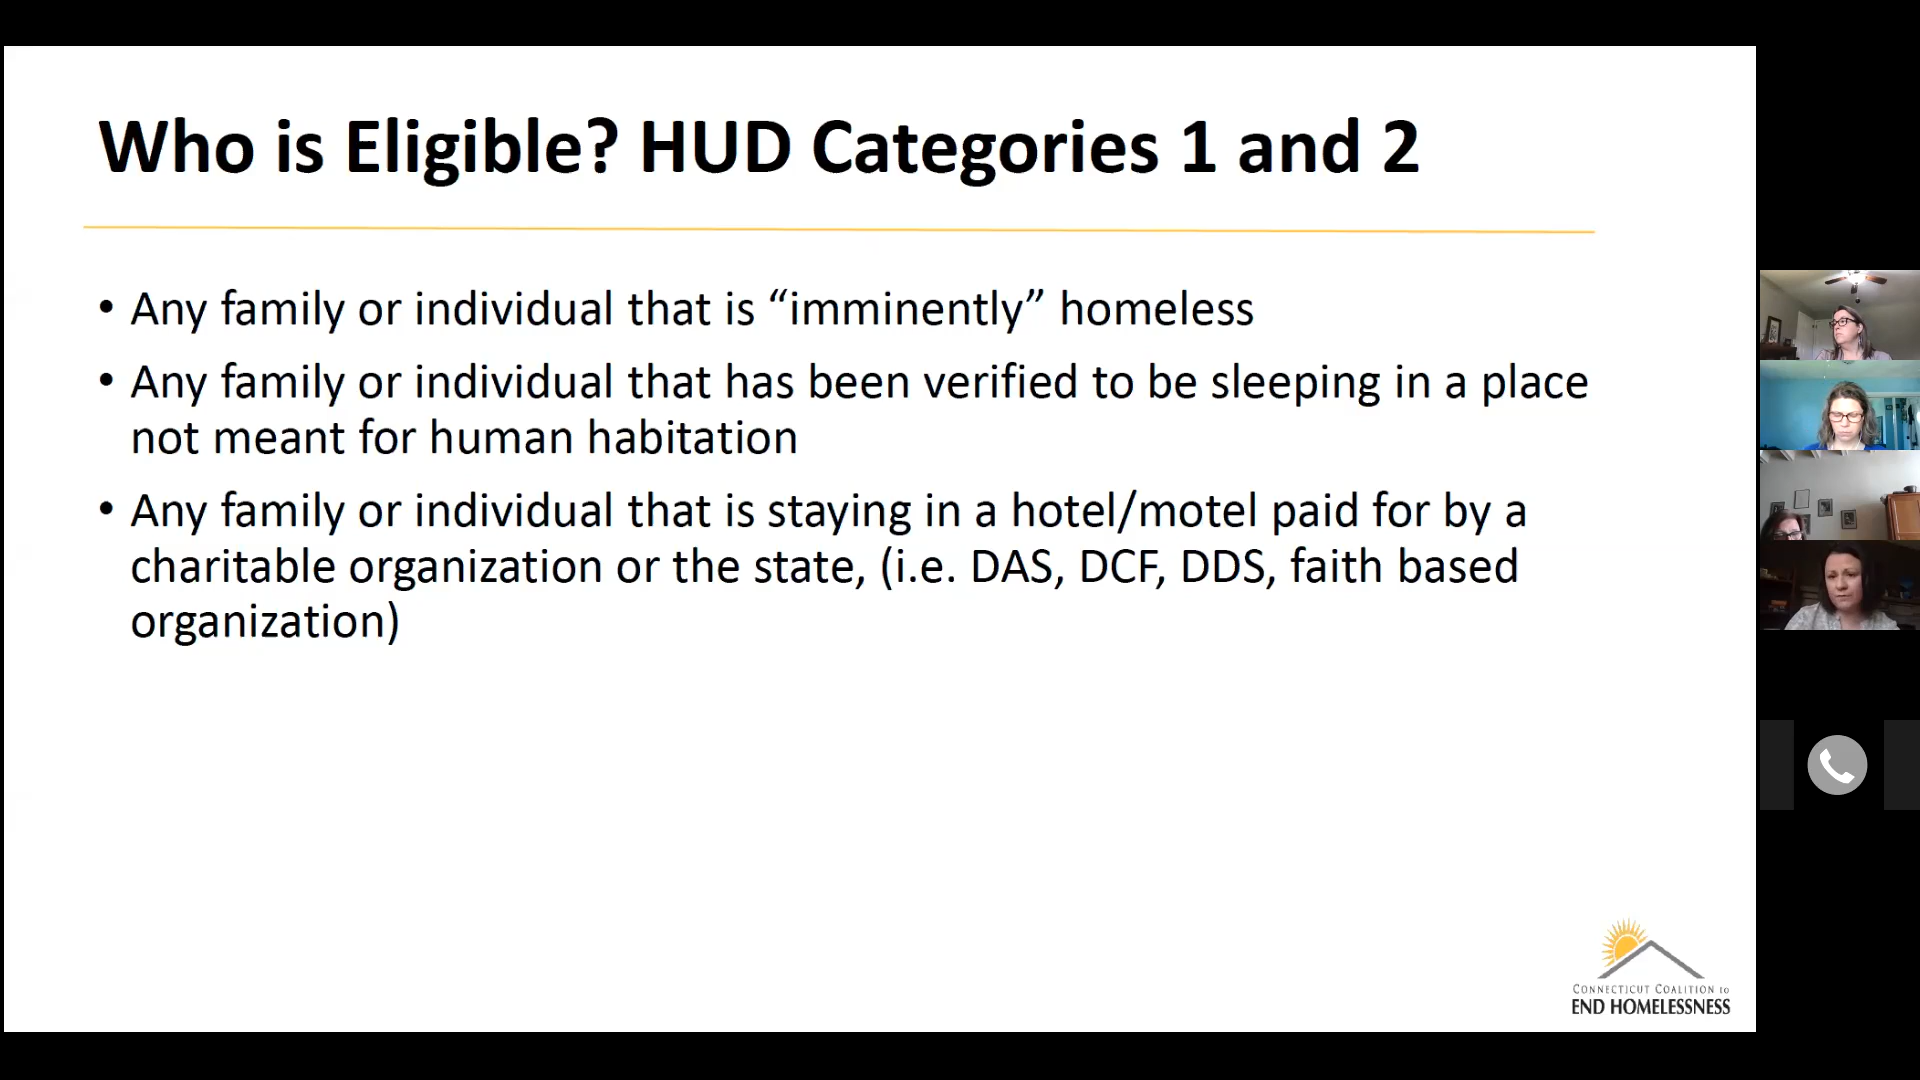 Who is Eligible? HUD Categories 1 and 2
• Any family or individual that is “imminently” homeless
• Any family or individual that has been verified to be sleeping in a place
not meant for human habitation
• Any family or individual that is staying in a hotel/motel paid for by a
charitable organization or the state, (i.e. DAS, DCF, DDS, faith based
organization)
CONNECTICUT COALITION to
END HOMELESSNESS